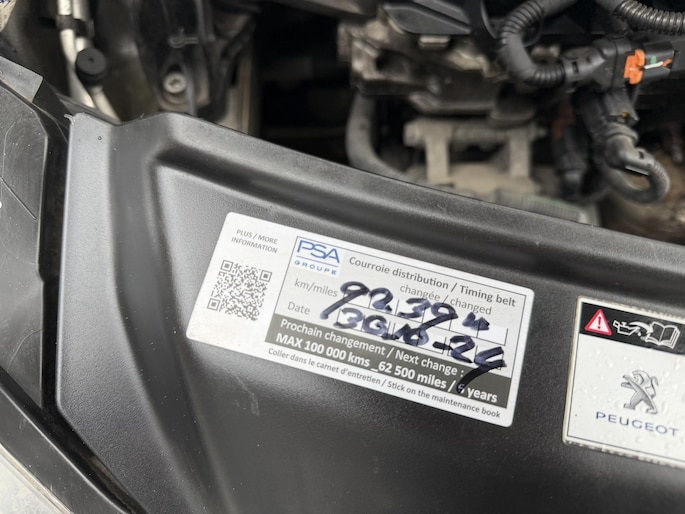 PLUS / MORE
INFORMATION
PSA
GROUPE
Courroie distribution / Timing belt
changée / changed
km/miles
Date
Prochain changement / Next change :
MAX 100 000 kms _62 500 miles / years
Coller dans le carnet d'entretien / Stick on the maintenance book
PEUGEOT